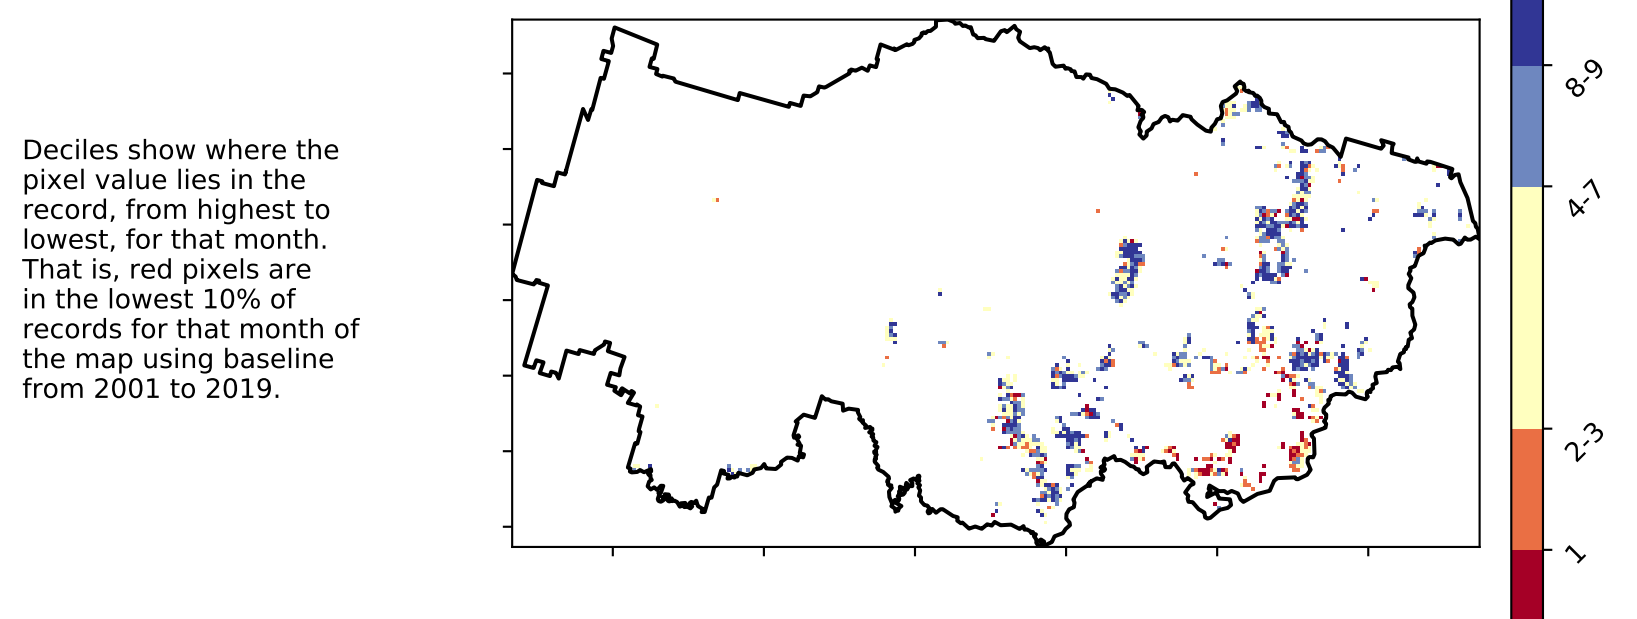 Deciles show where the
pixel value lies in the
record, from highest to
lowest, for that month.
That is, red pixels are
in the lowest 10% of
records for that month of
the map using baseline
from 2001 to 2019.
8-9
4-7
2-3
1